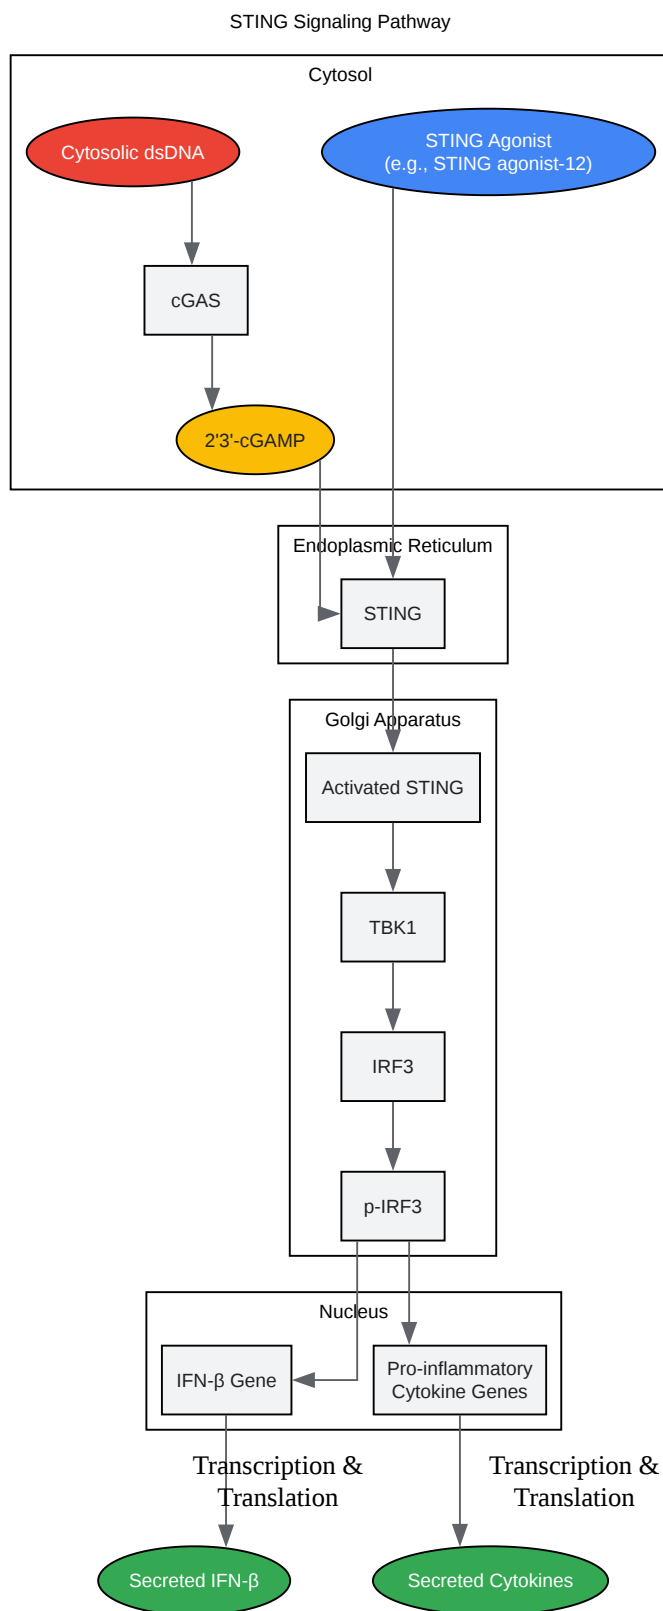 STING Signaling Pathway
Cytosol
Cytosolic dsDNA
STING Agonist
(e.g., STING agonist-12)
cGAS
2'3'-cGAMP
Endoplasmic Reticulum
STING
Golgi Apparatus
Activated STING
TBK1
IRF3
p-IRF3
Nucleus
IFN-β Gene
Pro-inflammatory
Cytokine Genes
Transcription &
Translation
Transcription &
Translation
Secreted IFN-β
Secreted Cytokines